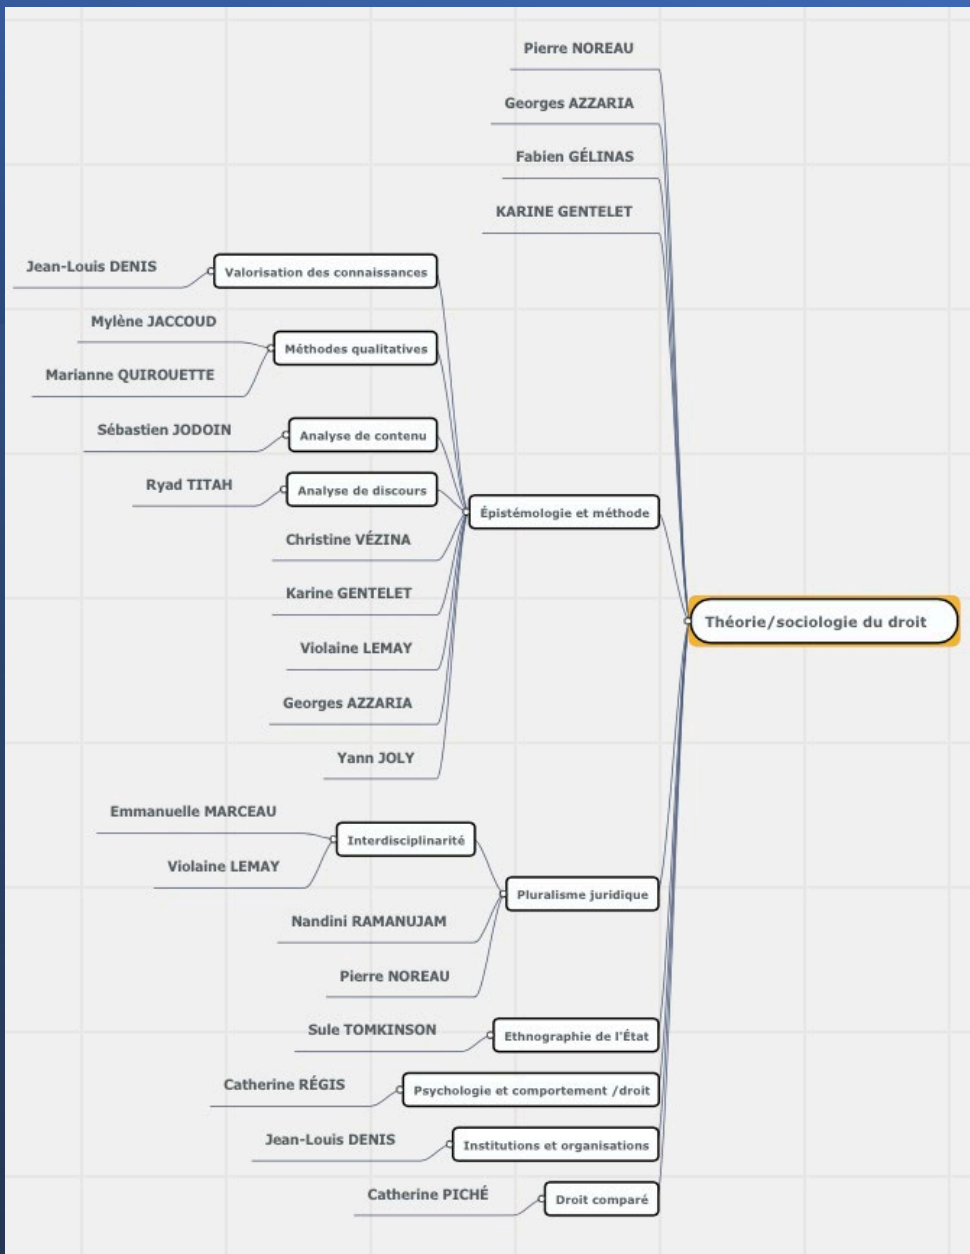 Pierre NOREAU
Georges AZZARIA
Fabien GÉLINAS
KARINE GENTELET
Jean-Louis DENIS
Valorisation des connaissances
Mylène JACCOUD
Méthodes qualitatives
Marianne QUIROUETTE
Sébastien JODOIN
Analyse de contenu
Ryad TITAH
Analyse de discours
Épistémologie et méthode
Christine VÉZINA
Karine GENTELET
Théorie/sociologie du droit
Violaine LEMAY
Georges AZZARIA
Yann JOLY
Emmanuelle MARCEAU
Interdisciplinarité
Violaine LEMAY
Pluralisme juridique
Nandini RAMANUJAM
Pierre NOREAU
Sule TOMKINSON
Ethnographie de l'État
Catherine RÉGIS
Psychologie et comportement /droit
Jean-Louis DENIS
Institutions et organisations
Catherine PICHÉ
Droit comparé